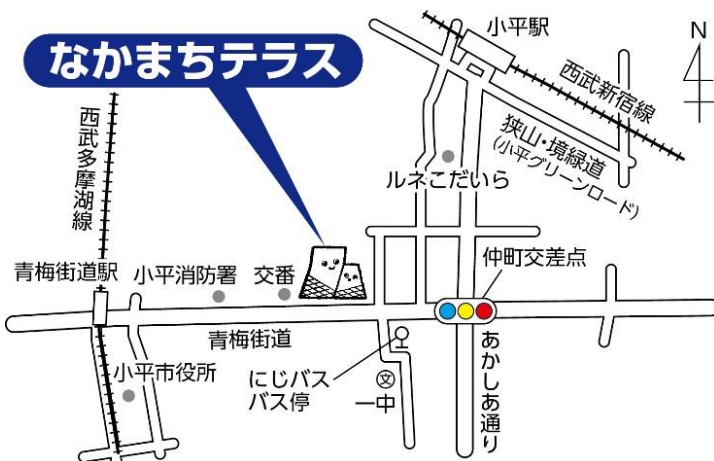 小平駅
N
なかまちテラス
西武新宿線
西武多摩湖線
狭山・境緑道
(小平グリーンロード)
ルネこだいら
仲町交差点
青梅街道駅
小平消防署
交番
青梅街道
あかしあ通り
小平市役所
にじバス
バス停
文
一中